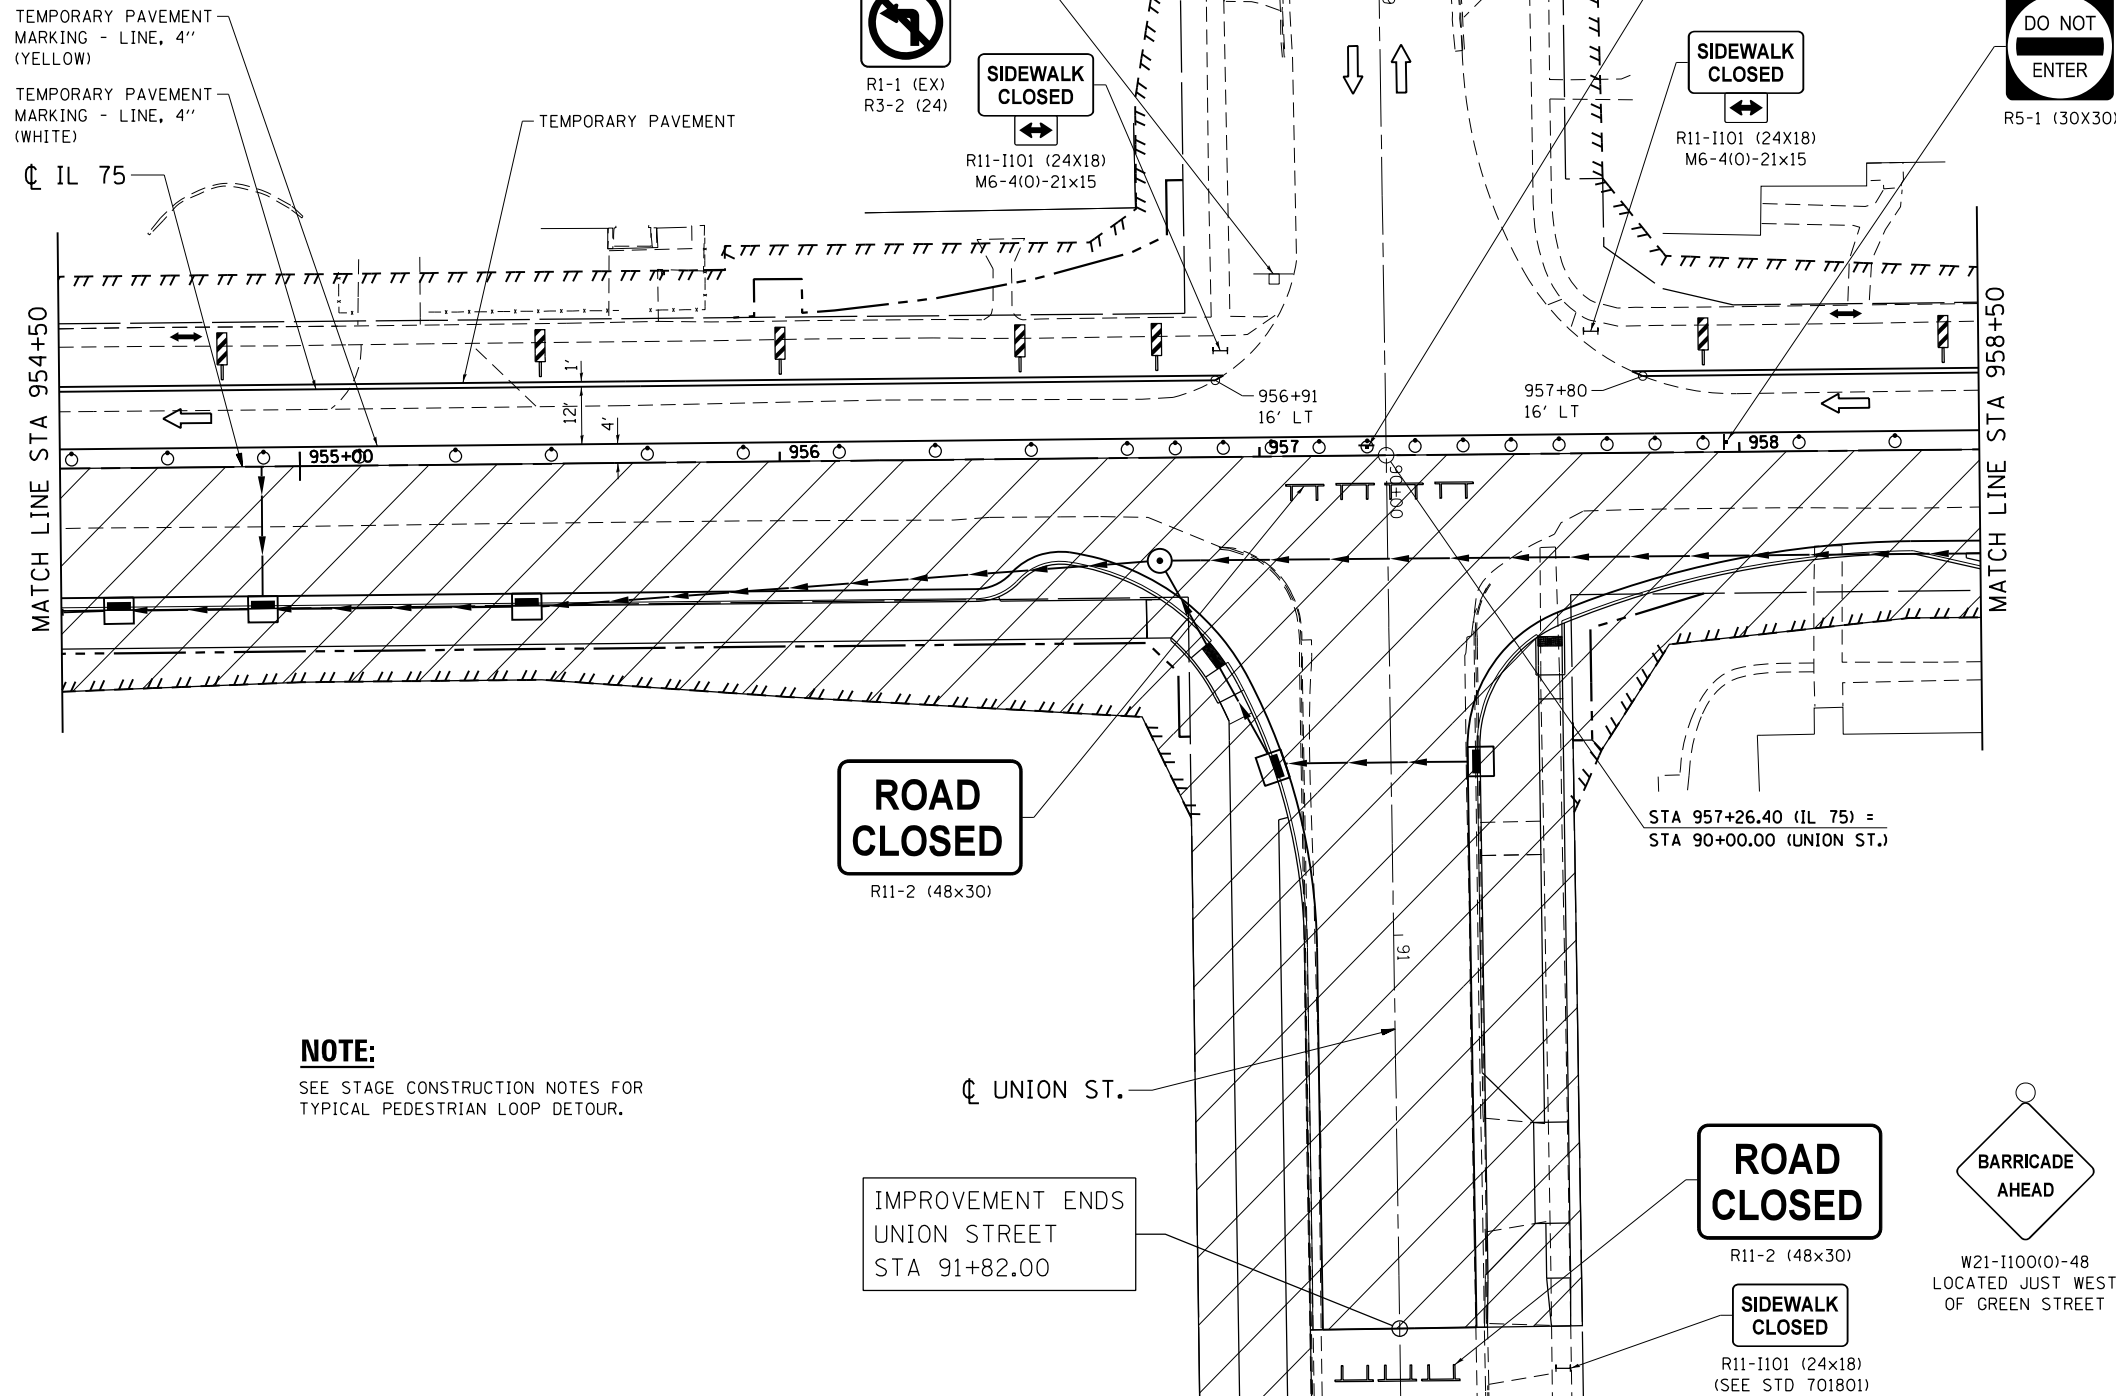 TEMPORARY PAVEMENT
MARKING - LINE, 4''
(YELLOW)
TEMPORARY PAVEMENT
MARKING - LINE, 4''
(WHITE)
℄ IL 75
TEMPORARY PAVEMENT
R1-1 (EX)
R3-2 (24)
SIDEWALK
CLOSED
R11-I101 (24X18)
M6-4(0)-21x15
SIDEWALK
CLOSED
R11-I101 (24X18)
M6-4(0)-21x15
DO NOT
ENTER
R5-1 (30X30)
MATCH LINE STA 954+50
MATCH LINE STA 958+50
1'
12'
4'
956+91
16' LT
957+80
16' LT
955+00
956
957
958
90+00
ROAD
CLOSED
R11-2 (48x30)
STA 957+26.40 (IL 75) =
STA 90+00.00 (UNION ST.)
91
NOTE:
SEE STAGE CONSTRUCTION NOTES FOR
TYPICAL PEDESTRIAN LOOP DETOUR.
℄ UNION ST.
IMPROVEMENT ENDS
UNION STREET
STA 91+82.00
ROAD
CLOSED
R11-2 (48x30)
SIDEWALK
CLOSED
R11-I101 (24x18)
(SEE STD 701801)
BARRICADE
AHEAD
W21-I100(0)-48
LOCATED JUST WEST
OF GREEN STREET